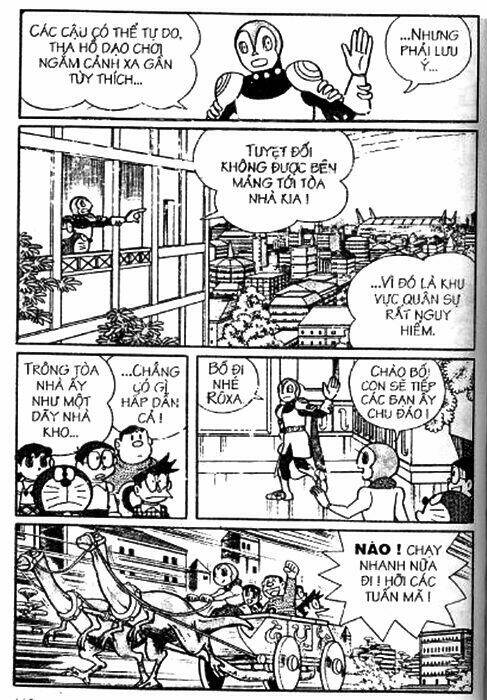 CÁC CẬU CÓ THỂ TỰ DO,
THA HỒ DẠO CHƠI
NGẮM CẢNH XA GẦN
TÙY THÍCH...
...NHƯNG
PHẢI LƯU
Ý...
TUYỆT ĐỐI
KHÔNG ĐƯỢC BÉN
MẢNG TỚI TÒA
NHÀ KIA !
...VÌ ĐÓ LÀ KHU
VỰC QUÂN SỰ
RẤT NGUY
HIỂM.
TRÔNG TÒA
NHÀ ẤY
NHƯ MỘT
DÃY NHÀ
KHO...
...CHẲNG
CÓ GÌ
HẤP DẪN
CẢ !
BỐ ĐI
NHÉ
RÔXA.
CHÀO BỐ!
CON SẼ TIẾP
CÁC BẠN ẤY
CHU ĐÁO !
NÀO ! CHẠY
NHANH NỮA
ĐI ! HỠI CÁC
TUẤN MÃ !